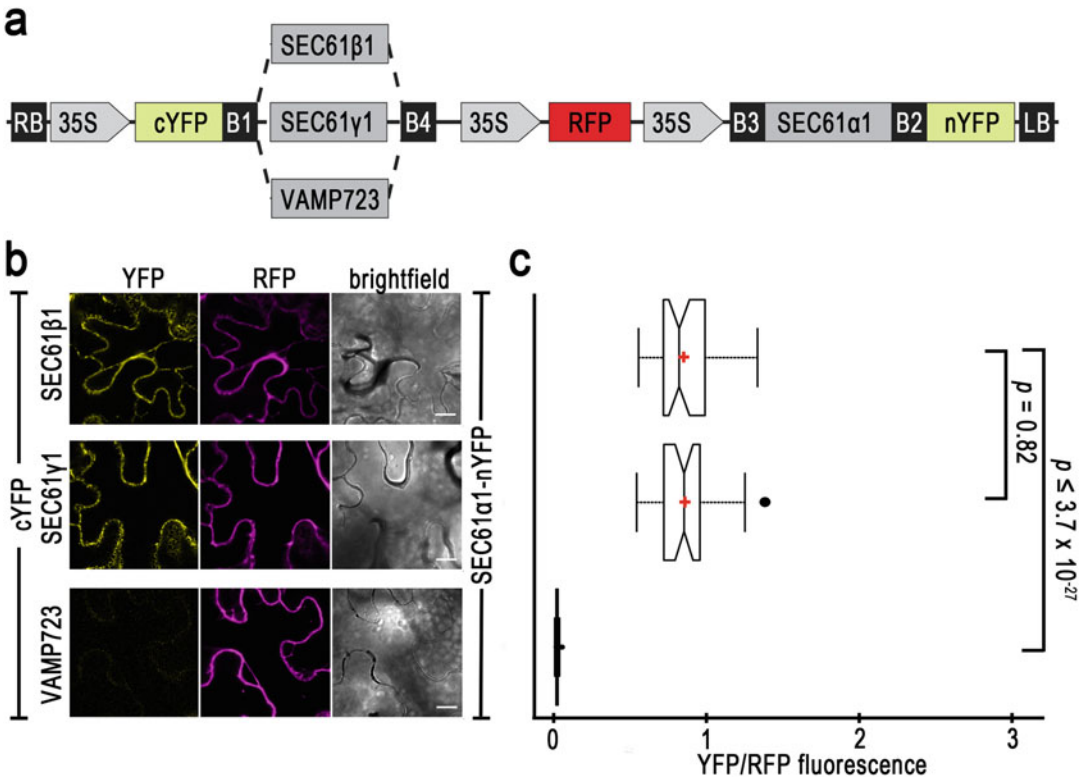 a
SEC61β1
RB 35S cYFP B1 SEC61γ1 B4 35S RFP 35S B3 SEC61α1 B2 nYFP LB
VAMP723
b
YFP RFP brightfield
SEC61β1
SEC61γ1
VAMP723
cYFP
SEC61α1-nYFP
c
p = 0.82
p ≤ 3.7 x 10⁻²⁷
0 1 2 3
YFP/RFP fluorescence